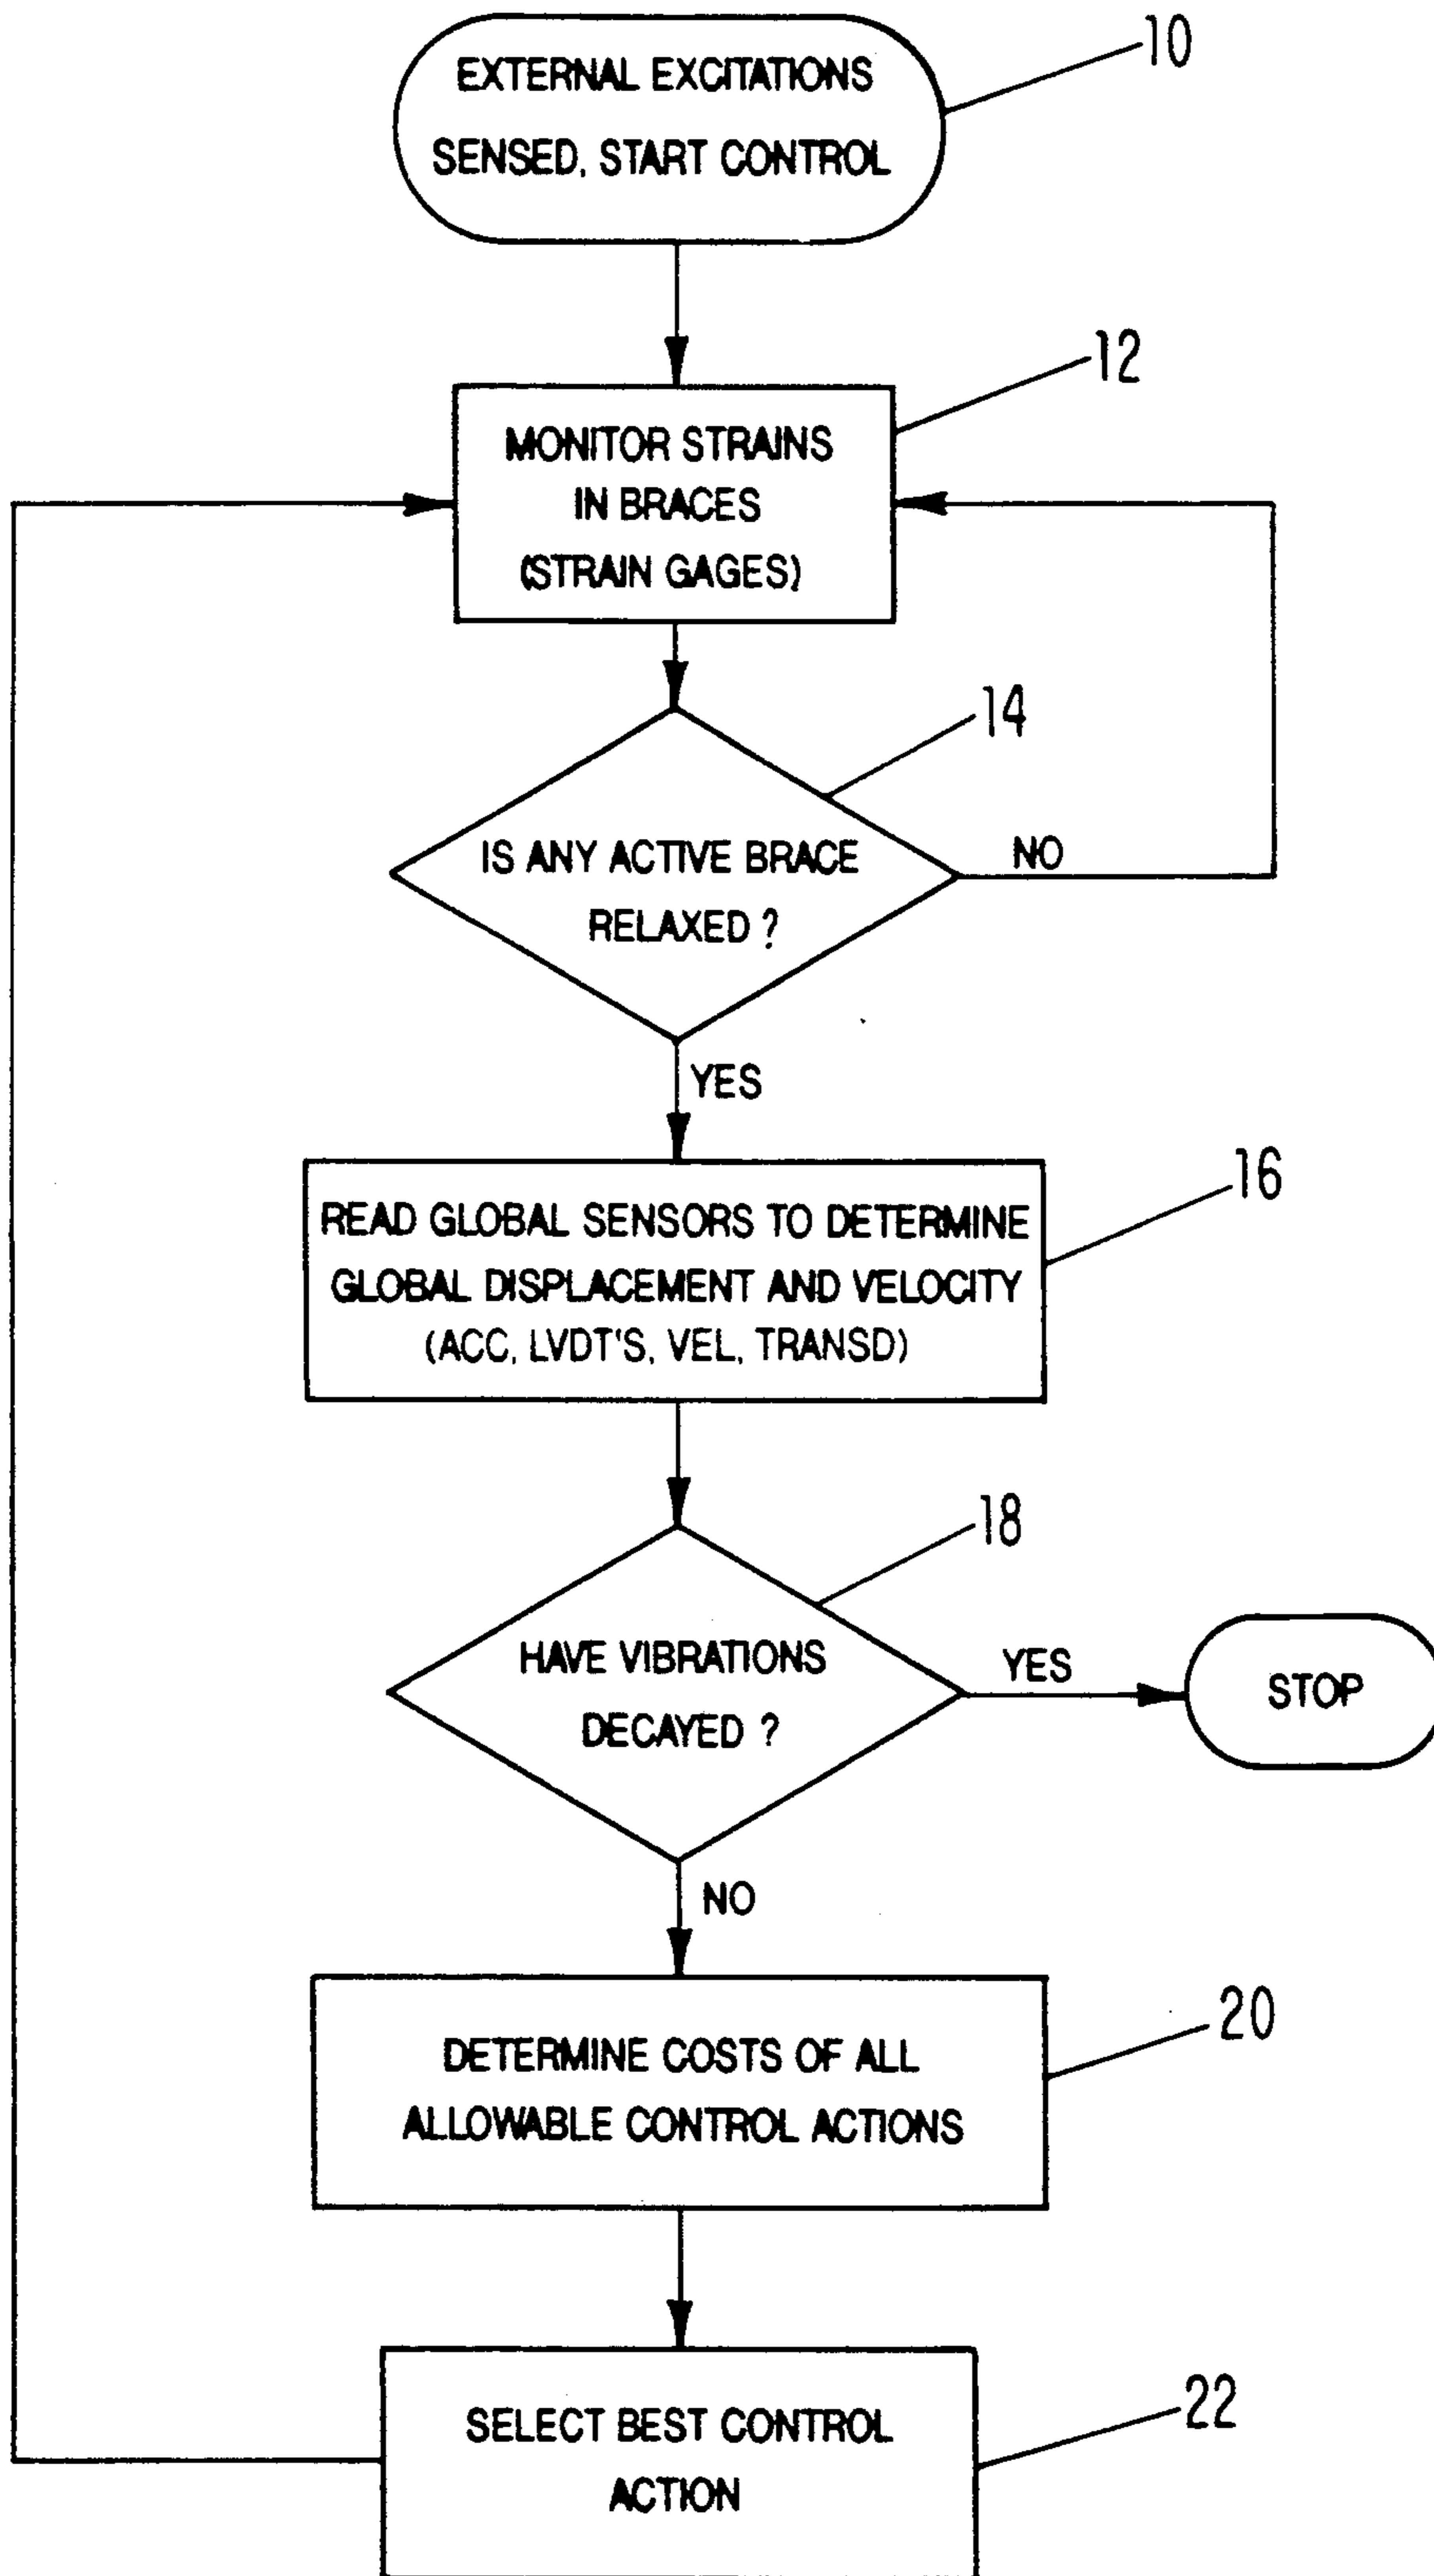 EXTERNAL EXCITATIONS
SENSED, START CONTROL
10
MONITOR STRAINS
IN BRACES
(STRAIN GAGES)
12
IS ANY ACTIVE BRACE
RELAXED ?
14
NO
YES
READ GLOBAL SENSORS TO DETERMINE
GLOBAL DISPLACEMENT AND VELOCITY
(ACC, LVDT'S, VEL, TRANSD)
16
HAVE VIBRATIONS
DECAYED ?
18
YES
STOP
NO
DETERMINE COSTS OF ALL
ALLOWABLE CONTROL ACTIONS
20
SELECT BEST CONTROL
ACTION
22